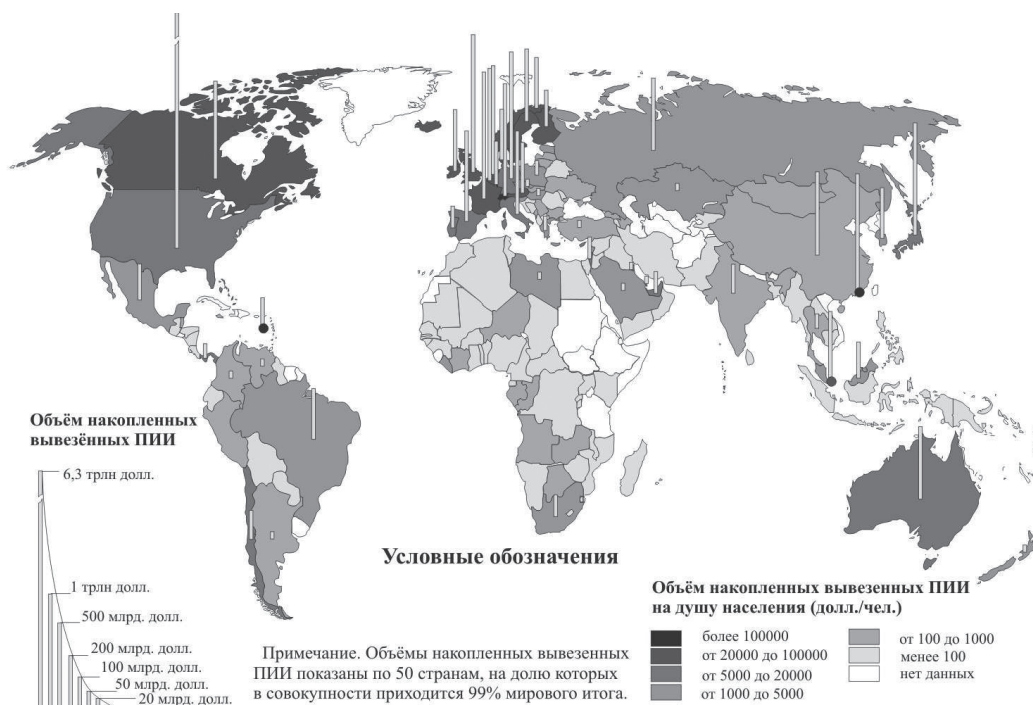 Объём накопленных
вывезённых ПИИ
6,3 трлн долл.
1 трлн долл.
500 млрд. долл.
200 млрд. долл.
100 млрд. долл.
50 млрд. долл.
20 млрд. долл.
Условные обозначения
Примечание. Объёмы накопленных вывезенных
ПИИ показаны по 50 странам, на долю которых
в совокупности приходится 99% мирового итога.
Объём накопленных вывезенных ПИИ
на душу населения (долл./чел.)
более 100000
от 20000 до 100000
от 5000 до 20000
от 1000 до 5000
от 100 до 1000
менее 100
нет данных